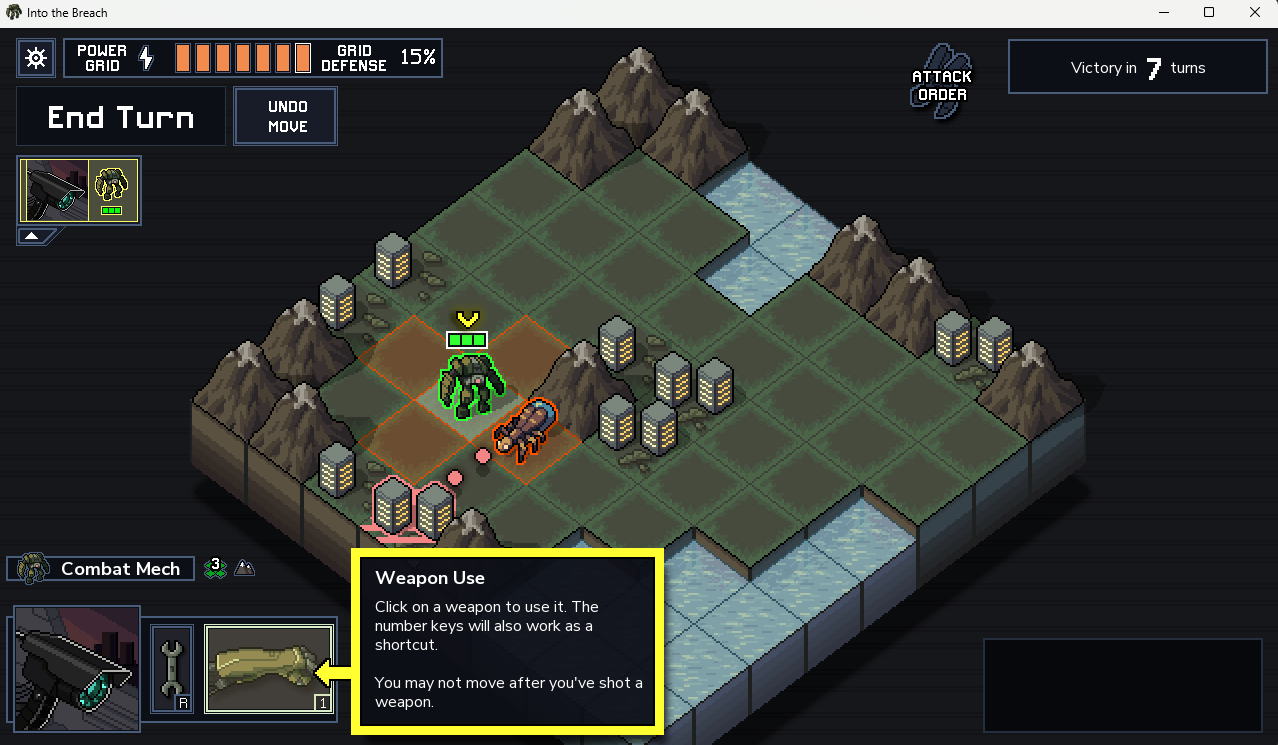 Into the Breach
POWER
GRID
GRID
DEFENSE
15%
ATTACK
ORDER
Victory in 7 turns
End Turn
UNDO
MOVE
Combat Mech
3
R
1
Weapon Use
Click on a weapon to use it. The
number keys will also work as a
shortcut.
You may not move after you've shot a
weapon.